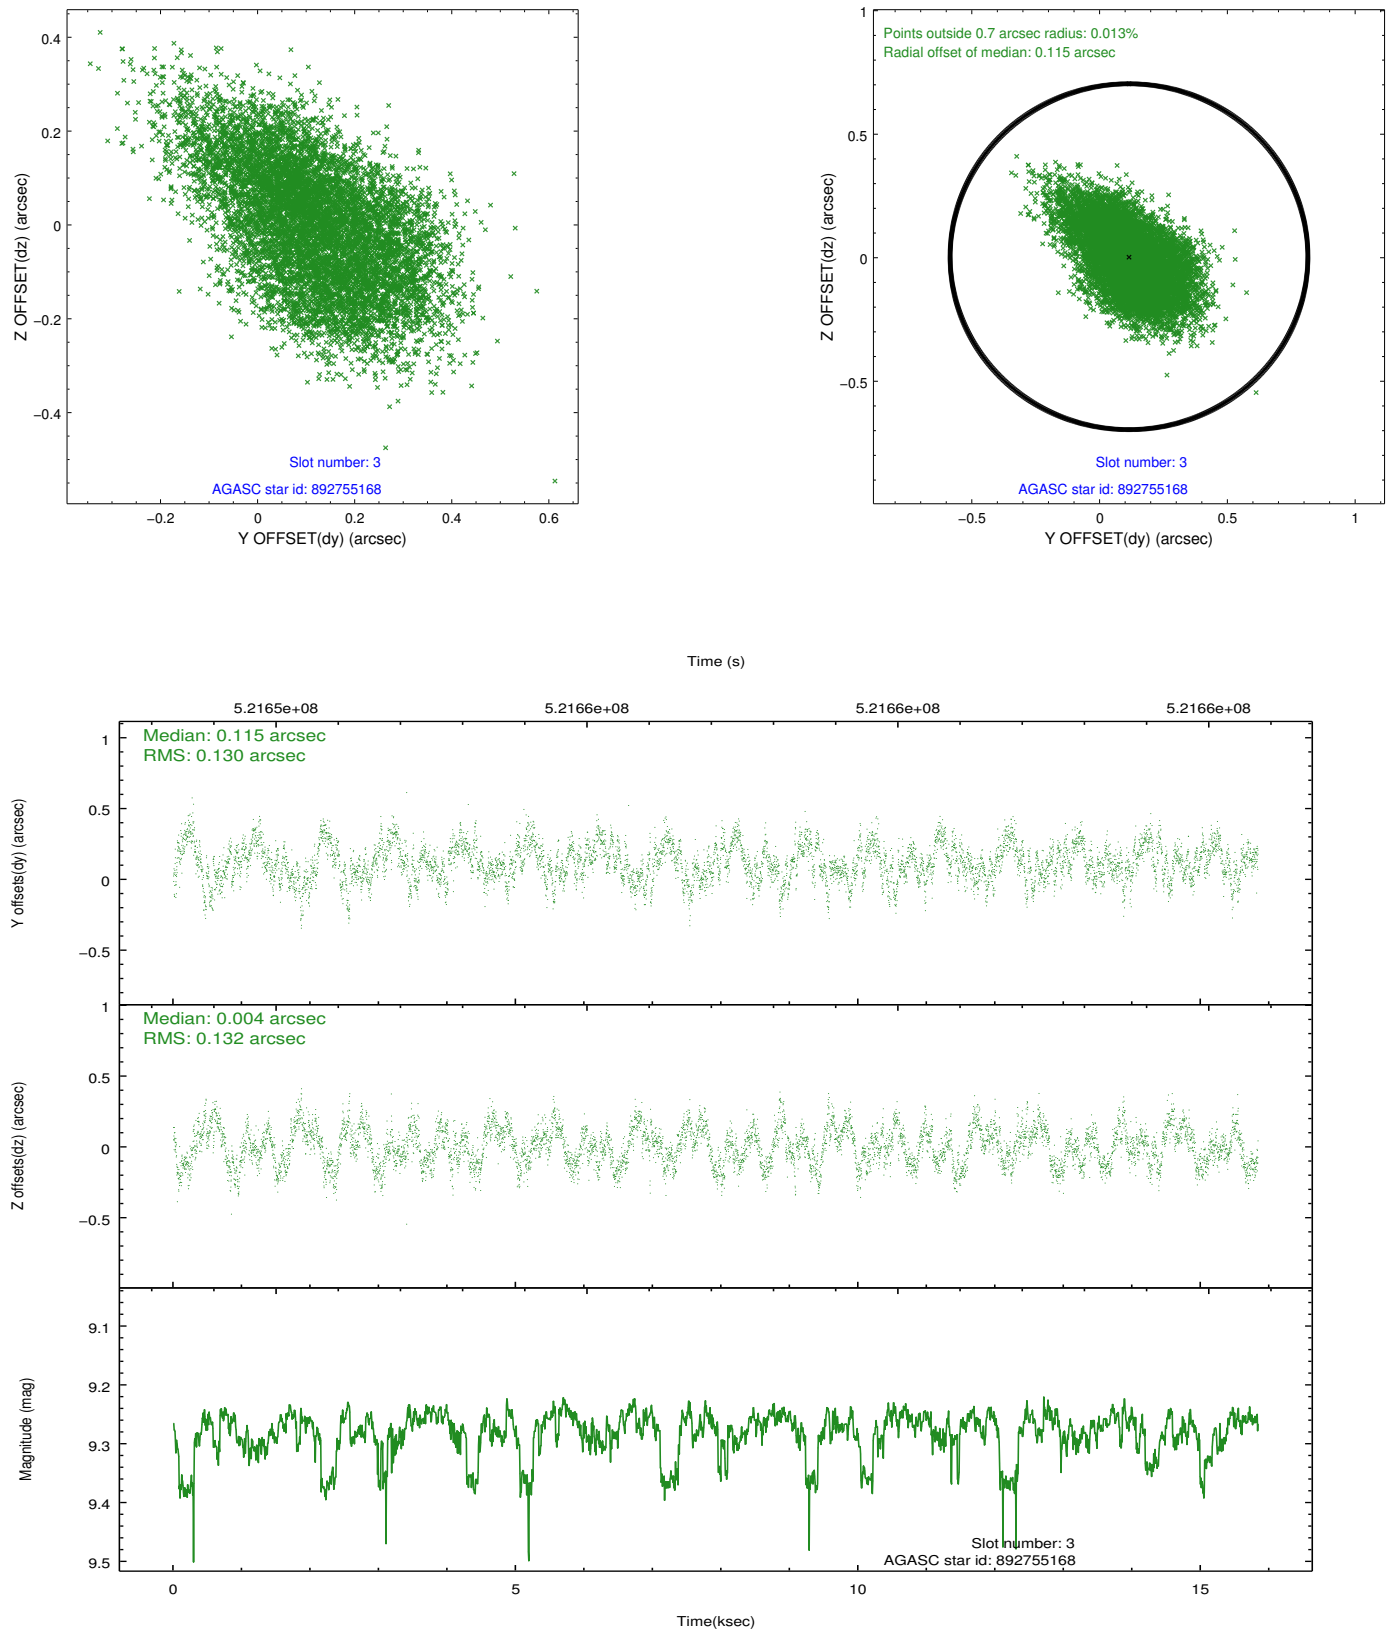 0.4
0.2
0
−0.2
−0.4
Z OFFSET(dz) (arcsec)
Slot number: 3
AGASC star id: 892755168
−0.2 0 0.2 0.4 0.6
Y OFFSET(dy) (arcsec)
1
0.5
0
−0.5
Z OFFSET(dz) (arcsec)
Points outside 0.7 arcsec radius: 0.013%
Radial offset of median: 0.115 arcsec
Slot number: 3
AGASC star id: 892755168
−0.5 0 0.5 1
Y OFFSET(dy) (arcsec)
Time (s)
5.2165e+08 5.2166e+08 5.2166e+08 5.2166e+08
Median: 0.115 arcsec
RMS: 0.130 arcsec
1
0.5
0
−0.5
Y offsets(dy) (arcsec)
Median: 0.004 arcsec
RMS: 0.132 arcsec
1
0.5
0
−0.5
Z offsets(dz) (arcsec)
9.1
9.2
9.3
9.4
9.5
Magnitude (mag)
Slot number: 3
AGASC star id: 892755168
0 5 10 15
Time(ksec)